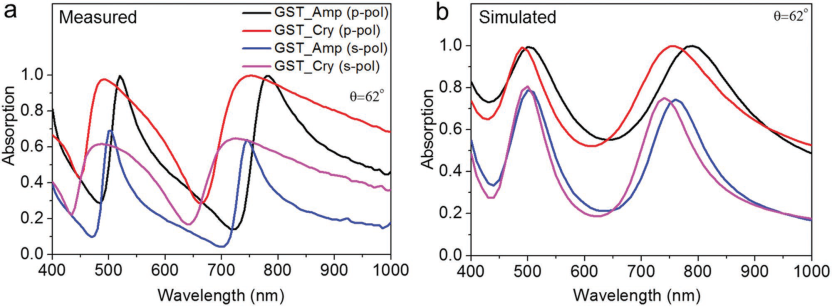 a
Measured
GST_Amp (p-pol)
GST_Cry (p-pol)
GST_Amp (s-pol)
GST_Cry (s-pol)
θ=62°
Absorption
1.0
0.8
0.6
0.4
0.2
0.0
400 500 600 700 800 900 1000
Wavelength (nm)
b
Simulated
θ=62°
Absorption
1.0
0.8
0.6
0.4
0.2
0.0
400 500 600 700 800 900 1000
Wavelength (nm)